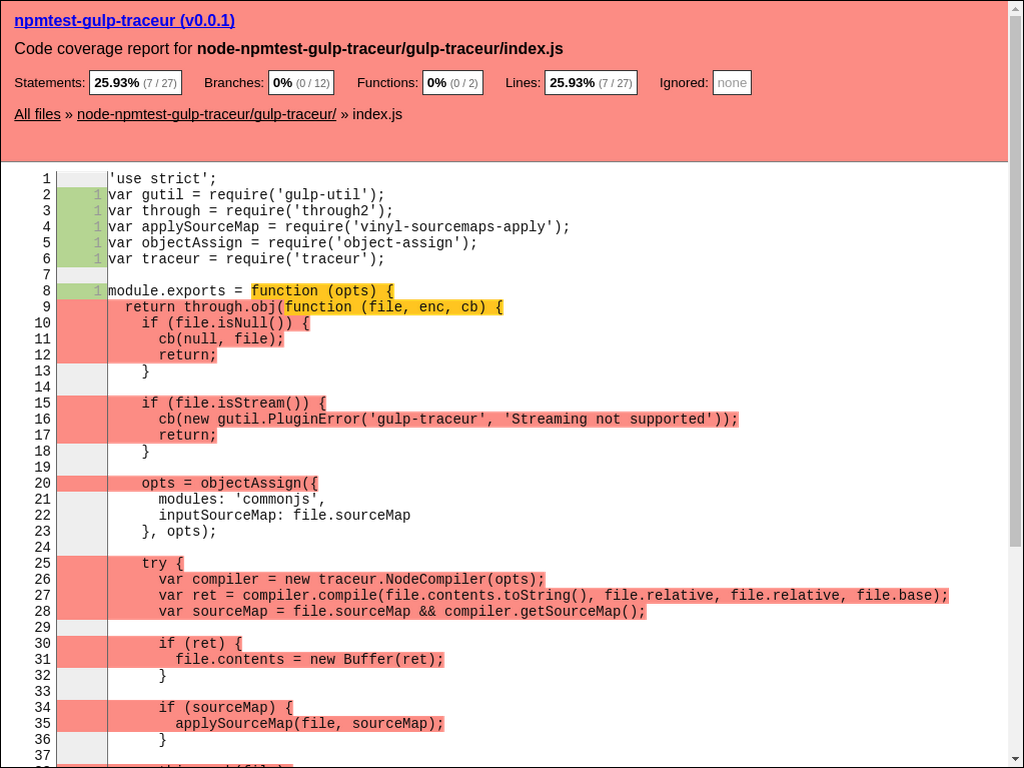 npmtest-gulp-traceur (v0.0.1)
Code coverage report for node-npmtest-gulp-traceur/gulp-traceur/index.js
Statements: 25.93% (7 / 27) Branches: 0% (0 / 12) Functions: 0% (0 / 2) Lines: 25.93% (7 / 27) Ignored: none
All files » node-npmtest-gulp-traceur/gulp-traceur/ » index.js
1 'use strict';
2 1 var gutil = require('gulp-util');
3 1 var through = require('through2');
4 1 var applySourceMap = require('vinyl-sourcemaps-apply');
5 1 var objectAssign = require('object-assign');
6 1 var traceur = require('traceur');
7
8 1 module.exports = function (opts) {
9 return through.obj(function (file, enc, cb) {
10 if (file.isNull()) {
11 cb(null, file);
12 return;
13 }
14
15 if (file.isStream()) {
16 cb(new gutil.PluginError('gulp-traceur', 'Streaming not supported'));
17 return;
18 }
19
20 opts = objectAssign({
21 modules: 'commonjs',
22 inputSourceMap: file.sourceMap
23 }, opts);
24
25 try {
26 var compiler = new traceur.NodeCompiler(opts);
27 var ret = compiler.compile(file.contents.toString(), file.relative, file.relative, file.base);
28 var sourceMap = file.sourceMap && compiler.getSourceMap();
29
30 if (ret) {
31 file.contents = new Buffer(ret);
32 }
33
34 if (sourceMap) {
35 applySourceMap(file, sourceMap);
36 }
37